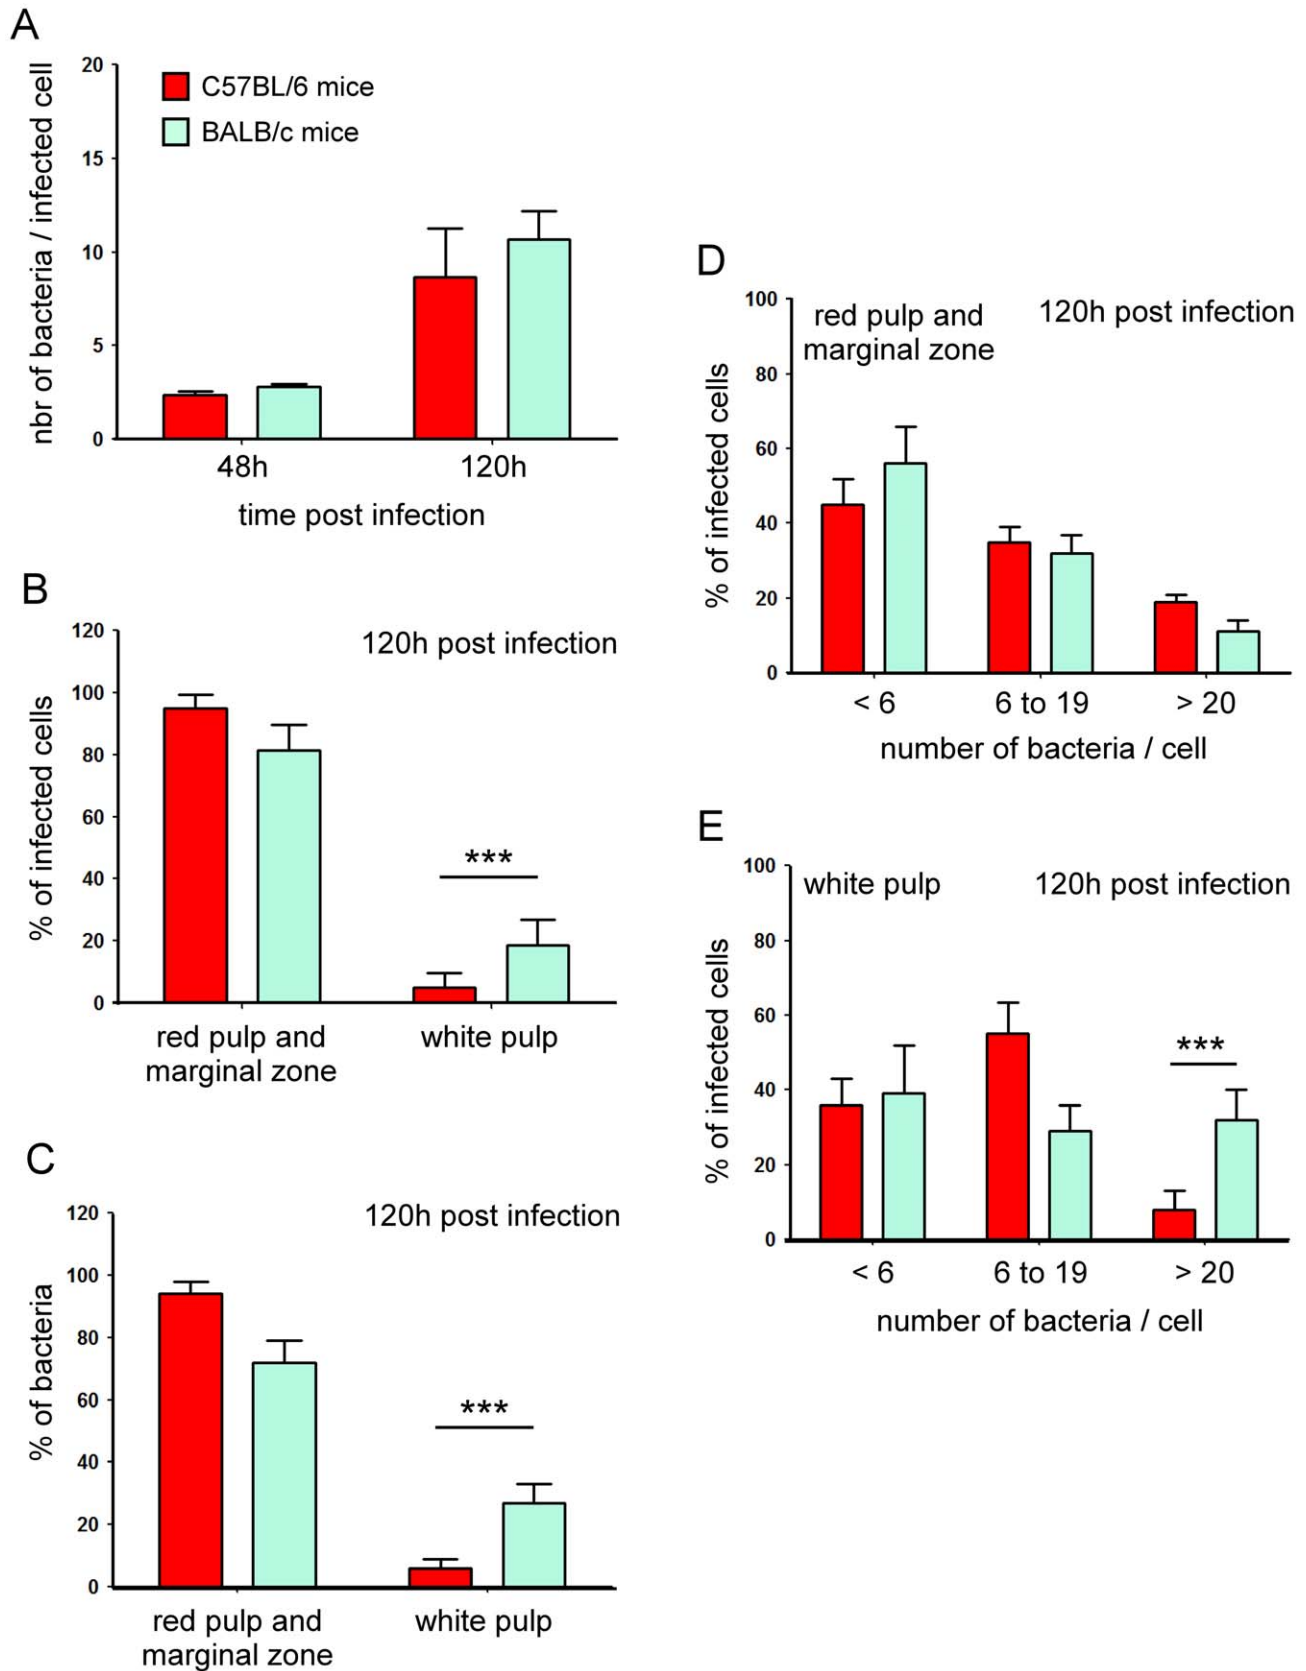 A
nbr of bacteria / infected cell
20
15
10
5
0
C57BL/6 mice
BALB/c mice
48h
120h
time post infection
B
% of infected cells
120
100
80
60
40
20
0
120h post infection
***
red pulp and
marginal zone
white pulp
C
% of bacteria
120
100
80
60
40
20
0
120h post infection
***
red pulp and
marginal zone
white pulp
D
% of infected cells
100
80
60
40
20
0
red pulp and
marginal zone
120h post infection
< 6
6 to 19
> 20
number of bacteria / cell
E
% of infected cells
100
80
60
40
20
0
white pulp
120h post infection
***
< 6
6 to 19
> 20
number of bacteria / cell